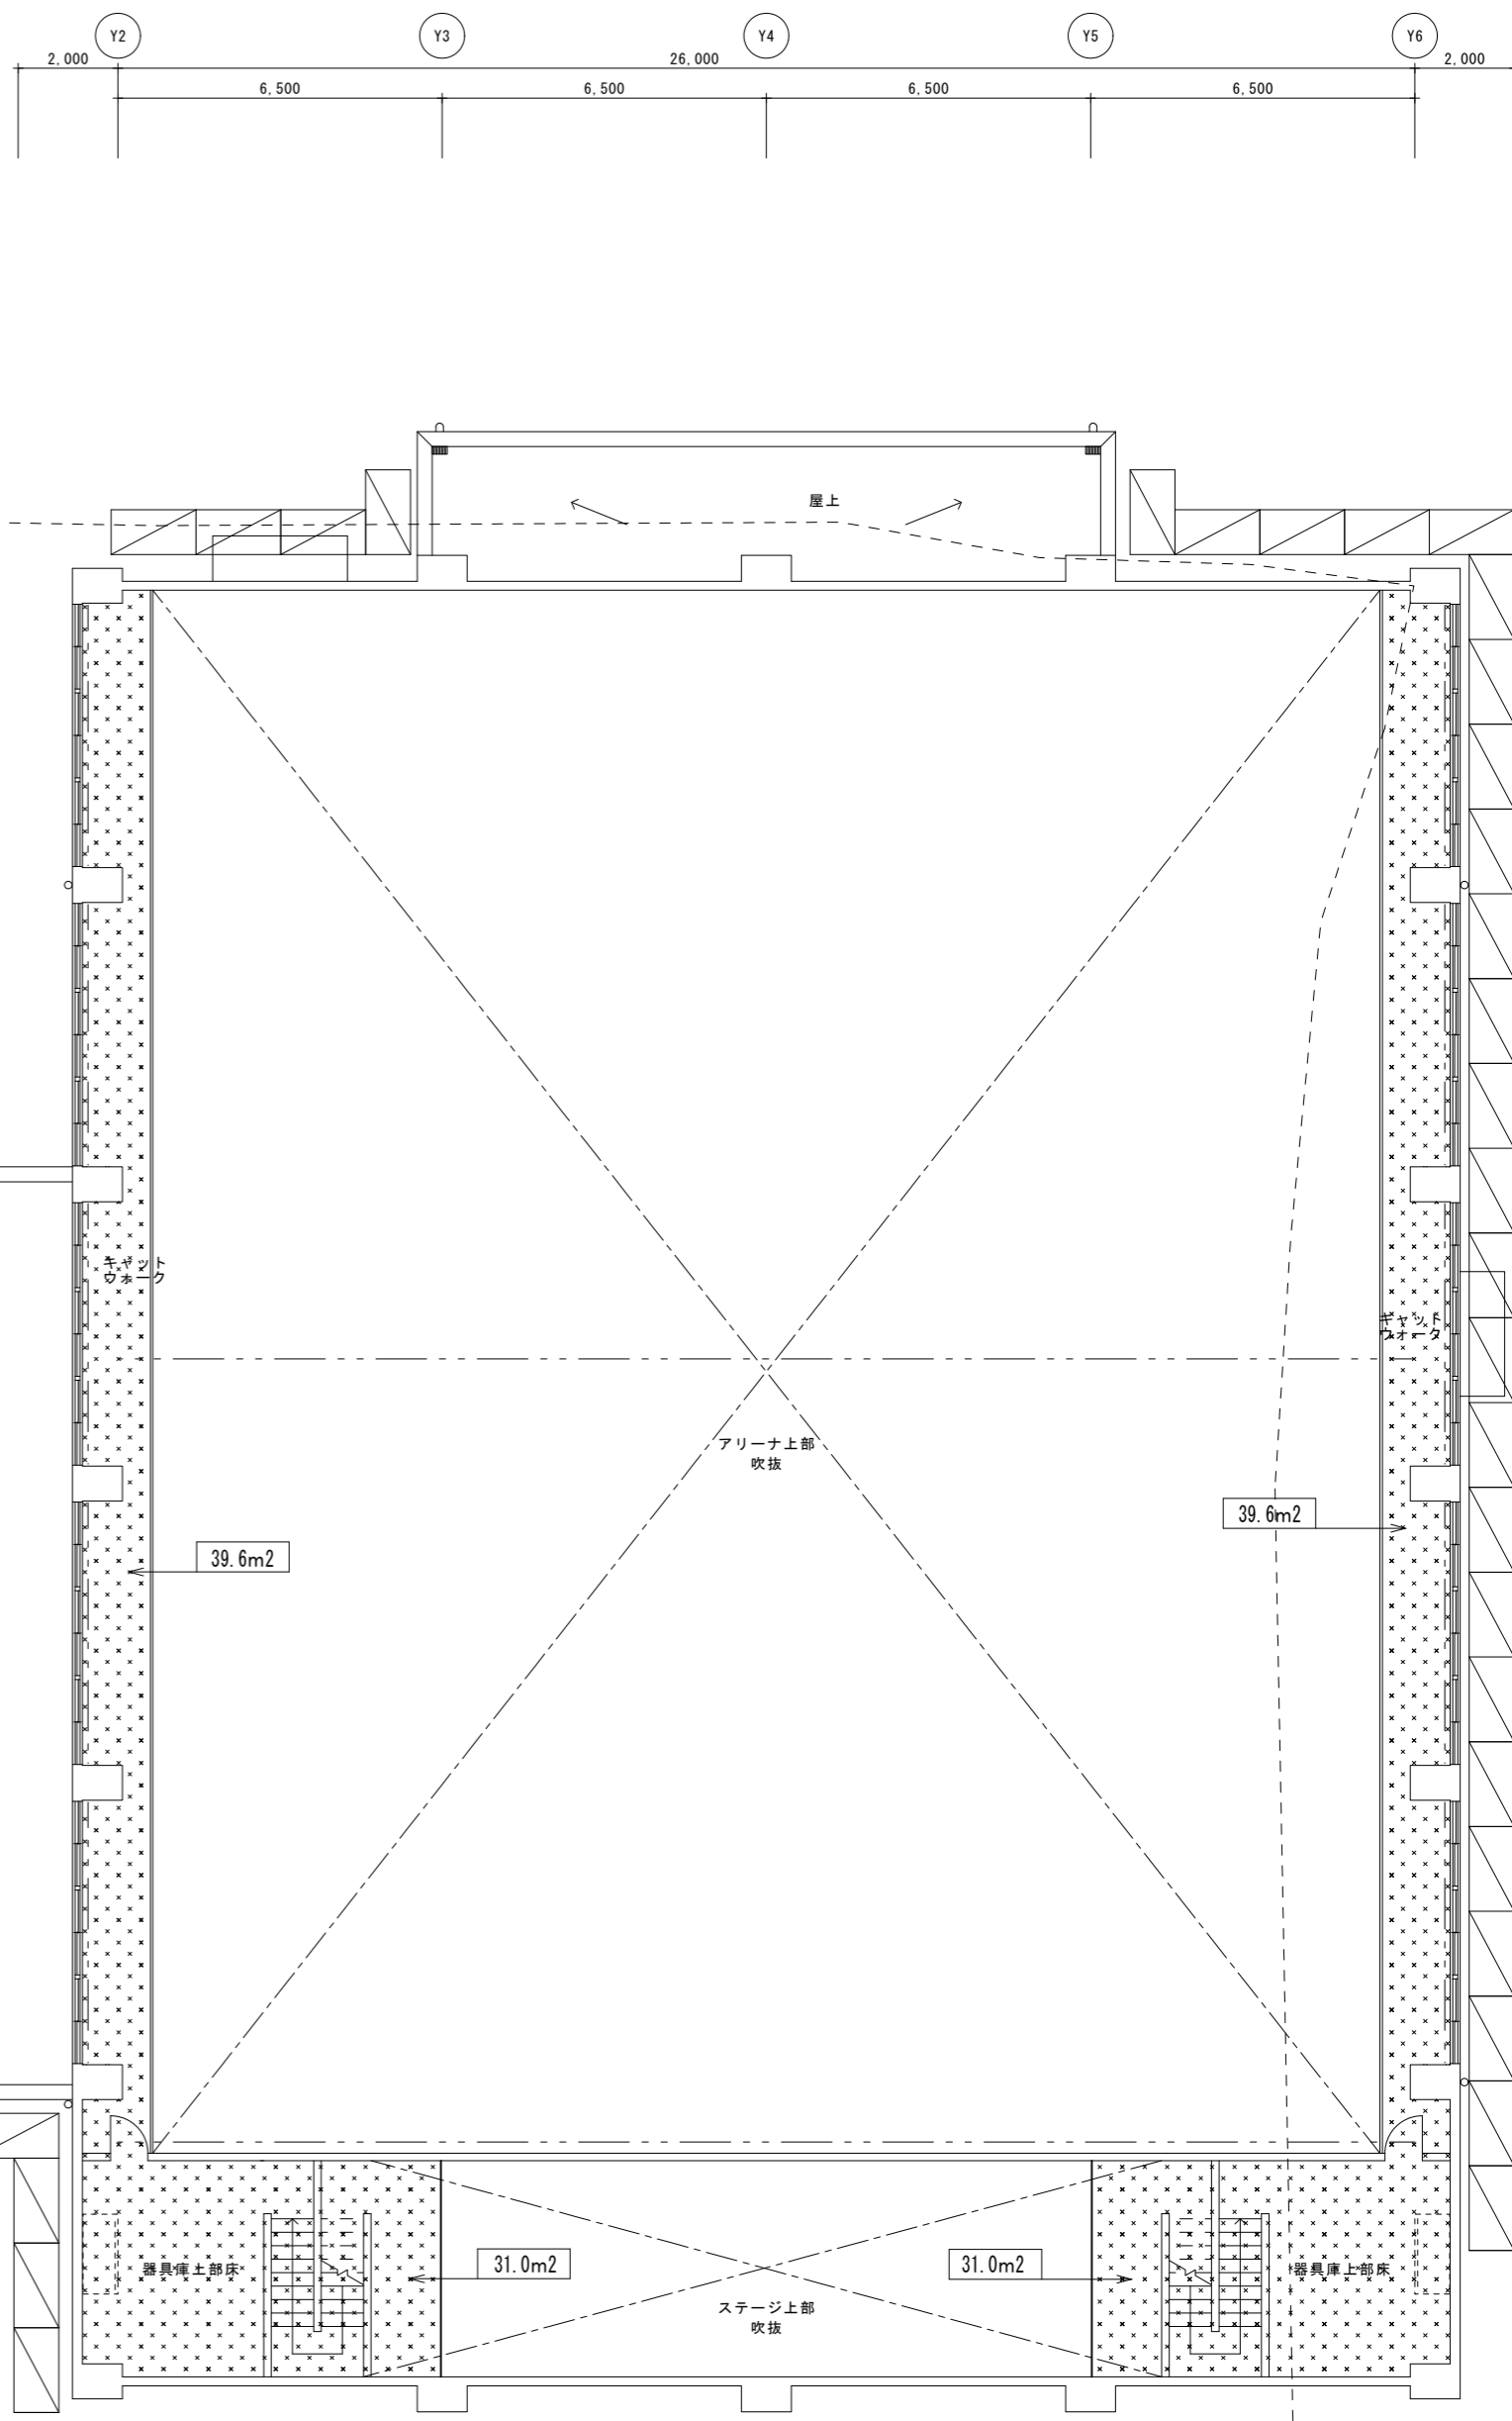 Y2
Y3
Y4
Y5
Y6
2,000
26,000
2,000
6,500
6,500
6,500
6,500
屋上
キャット
ウォーク
キャット
ウォーク
アリーナ上部
吹抜
39.6m2
39.6m2
31.0m2
31.0m2
器具庫上部床
器具庫上部床
ステージ上部
吹抜